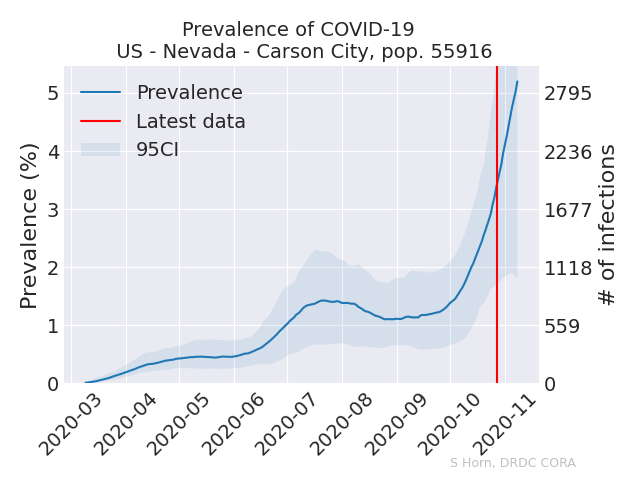 Prevalence of COVID-19
US - Nevada - Carson City, pop. 55916
Prevalence
Latest data
95CI
Prevalence (%)
5
4
3
2
1
0
2795
2236
1677
1118
559
0
# of infections
2020-03
2020-04
2020-05
2020-06
2020-07
2020-08
2020-09
2020-10
2020-11
S Horn, DRDC CORA